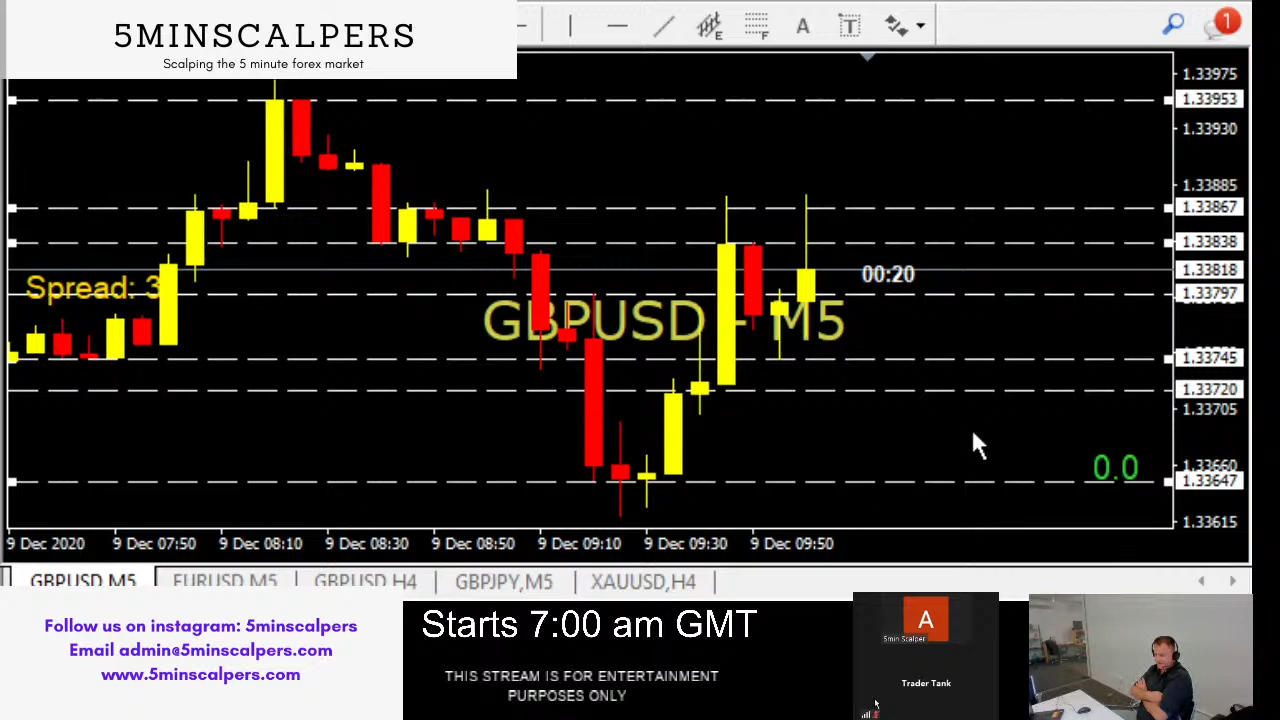 5MINSCALPERS
Scalping the 5 minute forex market
E
F
A
T
1
1.33975
1.33953
1.33930
1.33885
1.33867
1.33838
1.33818
00:20
Spread: 3
1.33797
GBPUSD - M5
1.33745
1.33720
1.33705
0.0
1.33660
1.33647
1.33615
9 Dec 2020
9 Dec 07:50
9 Dec 08:10
9 Dec 08:30
9 Dec 08:50
9 Dec 09:10
9 Dec 09:30
9 Dec 09:50
GBPUSD M5
EURUSD M5
GBPUSD H4
GBPJPY,M5
XAUUSD,H4
Follow us on instagram: 5minscalpers
Email admin@5minscalpers.com
www.5minscalpers.com
Starts 7:00 am GMT
THIS STREAM IS FOR ENTERTAINMENT
PURPOSES ONLY
A
5min Scalper
Trader Tank